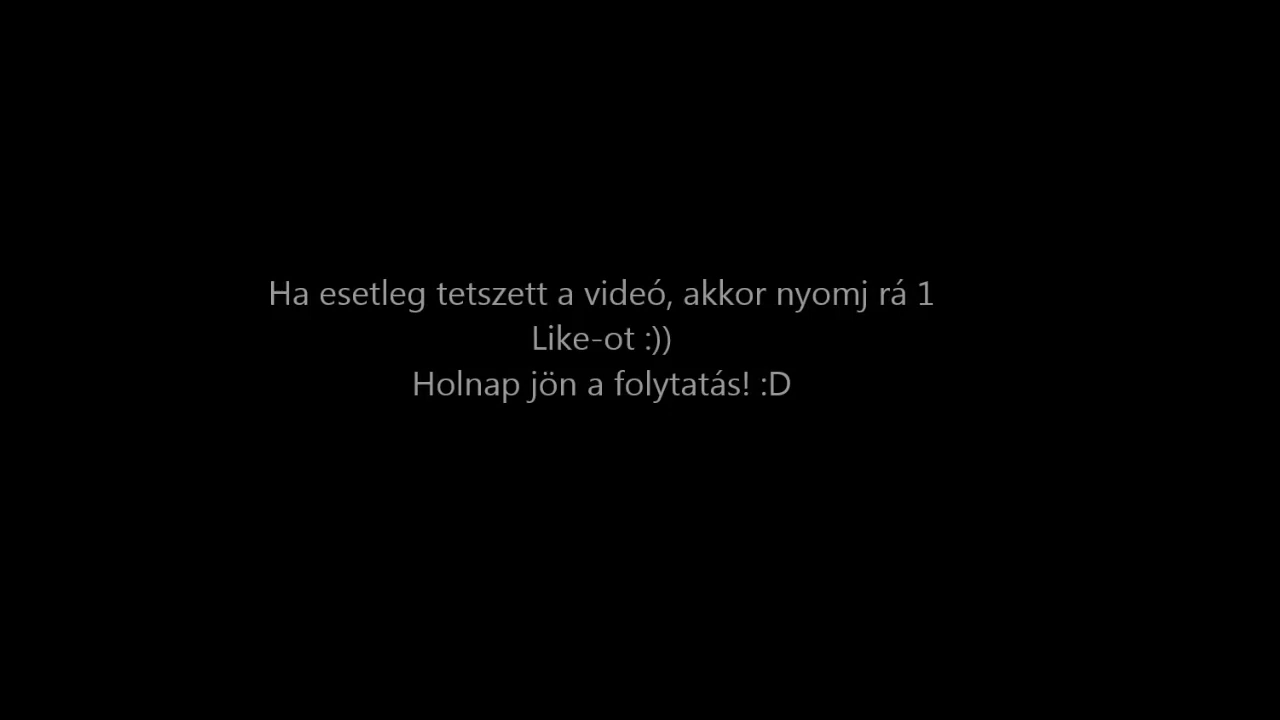 Ha esetleg tetszett a videó, akkor nyomj rá 1
Like-ot :))
Holnap jön a folytatás! :D